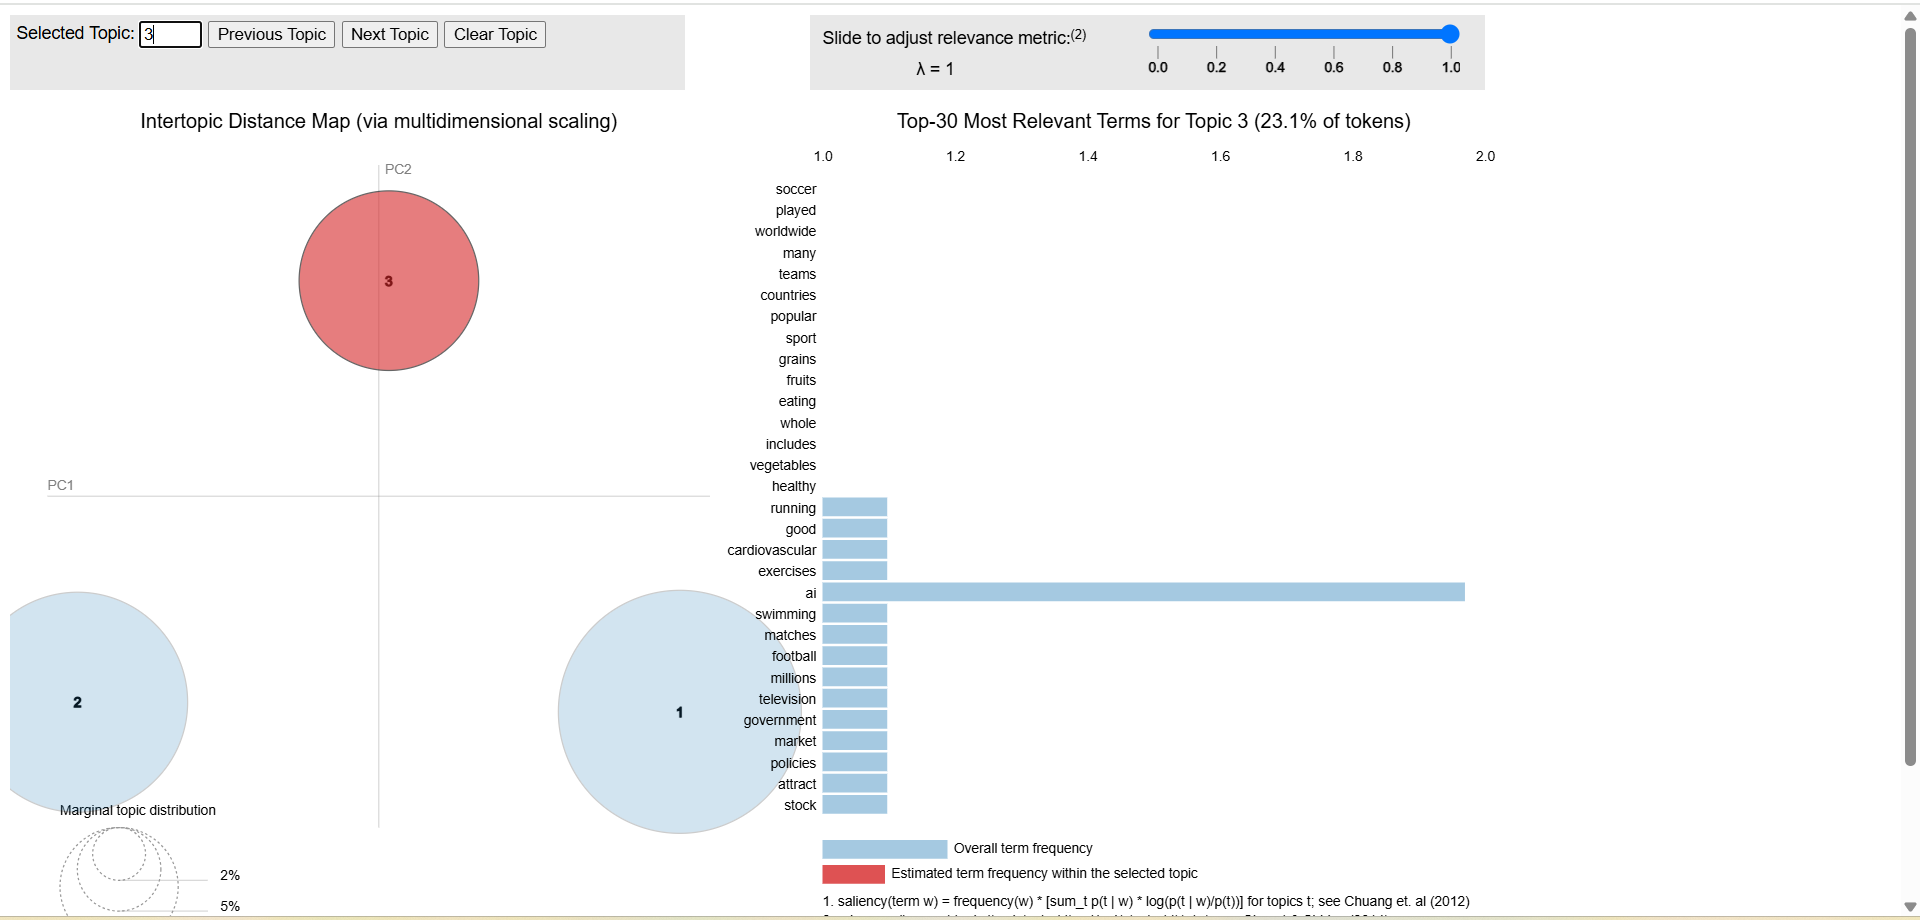 Selected Topic: 3 Previous Topic Next Topic Clear Topic
Slide to adjust relevance metric:(2)
λ = 1
0.0 0.2 0.4 0.6 0.8 1.0
Intertopic Distance Map (via multidimensional scaling)
PC2
3
PC1
2
1
Marginal topic distribution
2%
5%
Top-30 Most Relevant Terms for Topic 3 (23.1% of tokens)
1.0 1.2 1.4 1.6 1.8 2.0
soccer
played
worldwide
many
teams
countries
popular
sport
grains
fruits
eating
whole
includes
vegetables
healthy
running
good
cardiovascular
exercises
ai
swimming
matches
football
millions
television
government
market
policies
attract
stock
Overall term frequency
Estimated term frequency within the selected topic
1. saliency(term w) = frequency(w) * [sum_t p(t | w) * log(p(t | w)/p(t))] for topics t; see Chuang et. al (2012)